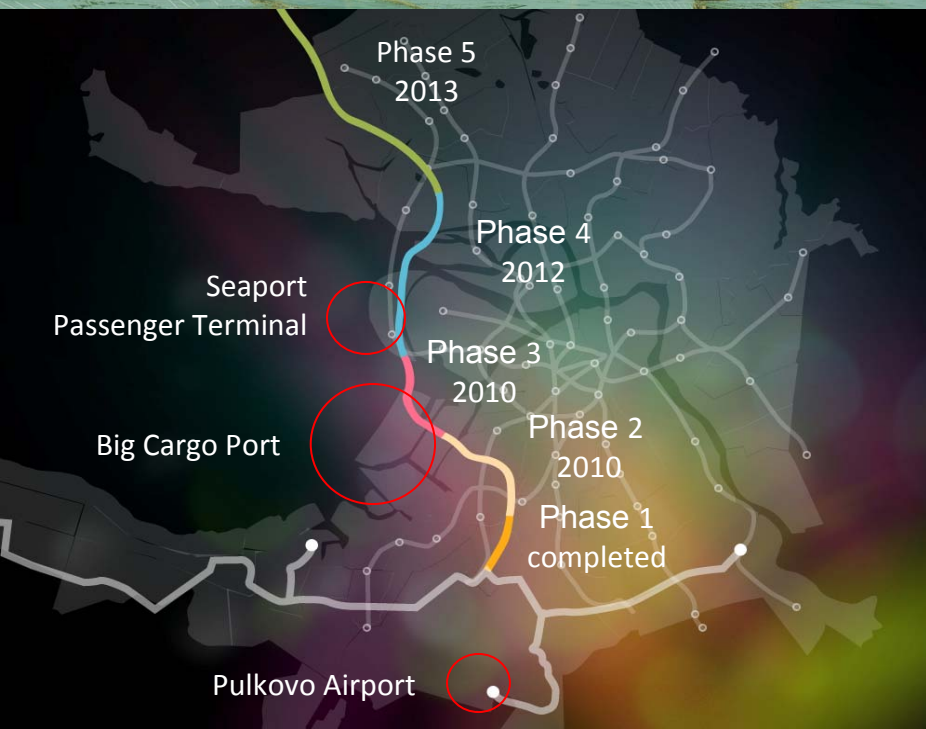 Phase 5
2013
Phase 4
2012
Seaport
Passenger Terminal
Phase 3
2010
Big Cargo Port
Phase 2
2010
Phase 1
completed
Pulkovo Airport